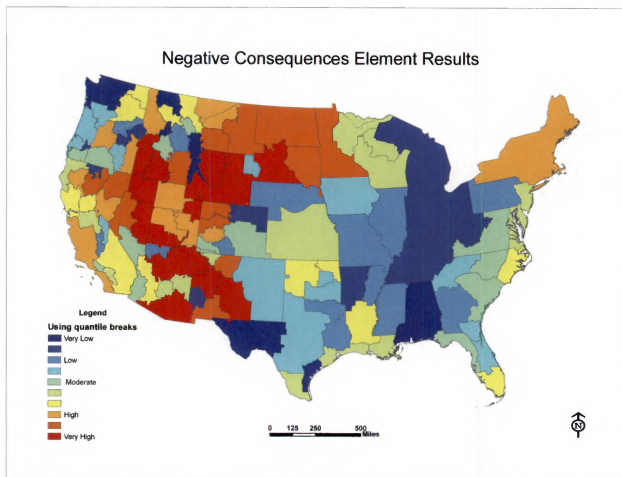 Negative Consequences Element Results
Legend
Using quantile breaks
Very Low
Low
Moderate
High
Very High
0 125 250 500
Miles
N